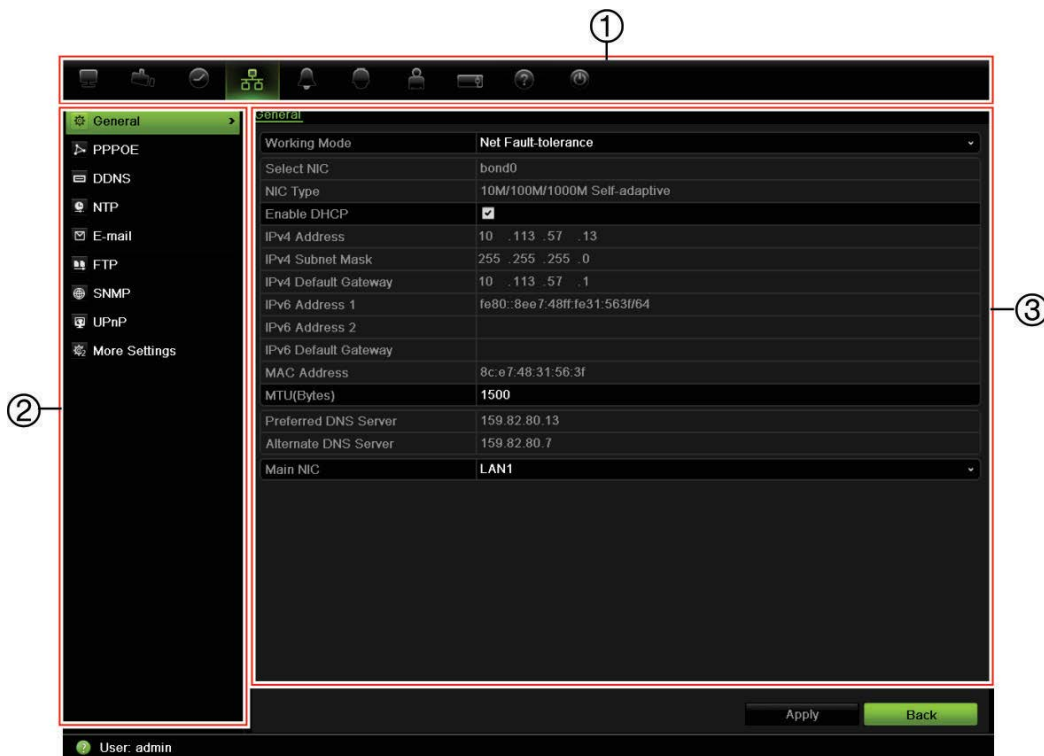 ①
General
PPPOE
DDNS
NTP
E-mail
FTP
SNMP
UPnP
More Settings
②
General
Working Mode Net Fault-tolerance
Select NIC bond0
NIC Type 10M/100M/1000M Self-adaptive
Enable DHCP
IPv4 Address 10 .113 .57 .13
IPv4 Subnet Mask 255 .255 .255 .0
IPv4 Default Gateway 10 .113 .57 .1
IPv6 Address 1 fe80::8ee7:48ff:fe31:563f/64
IPv6 Address 2
IPv6 Default Gateway
MAC Address 8c:e7:48:31:56:3f
MTU(Bytes) 1500
Preferred DNS Server 159.82.80.13
Alternate DNS Server 159.82.80.7
Main NIC LAN1
③
Apply Back
User: admin